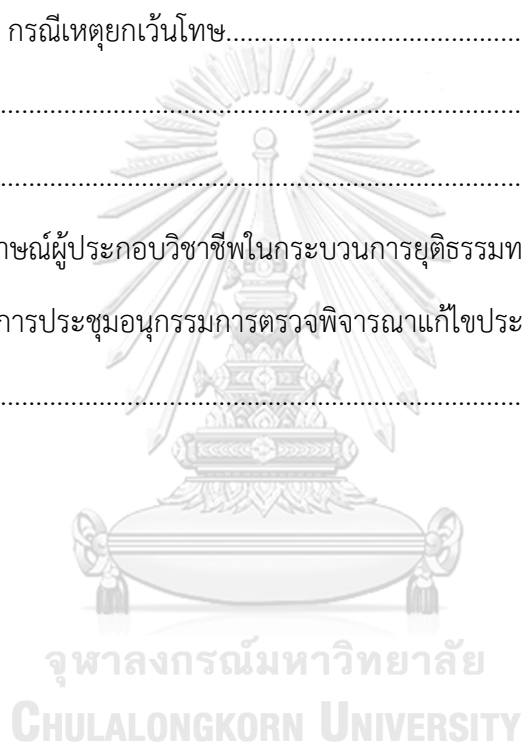 กรณีเหตุยกเว้นโทษ......................................
...................................................................
...................................................................
าษณ์ผู้ประกอบวิชาชีพในกระบวนการยุติธรรมท
การประชุมอนุกรรมการตรวจพิจารณาแก้ไขประ
...................................................................
จุฬาลงกรณ์มหาวิทยาลัย
CHULALONGKORN UNIVERSITY